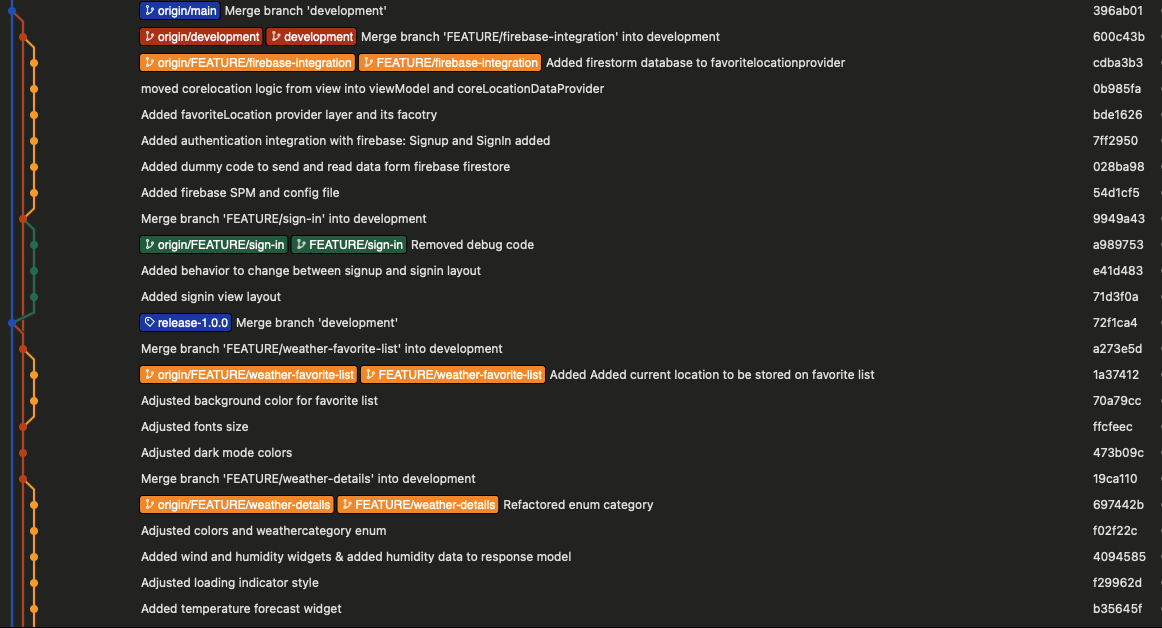 origin/main Merge branch 'development' 396ab01
origin/development development Merge branch 'FEATURE/firebase-integration' into development 600c43b
origin/FEATURE/firebase-integration FEATURE/firebase-integration Added firestorm database to favoritelocationprovider cdba3b3
moved corelocation logic from view into viewModel and coreLocationDataProvider 0b985fa
Added favoriteLocation provider layer and its facotry bde1626
Added authentication integration with firebase: Signup and SignIn added 7ff2950
Added dummy code to send and read data form firebase firestore 028ba98
Added firebase SPM and config file 54d1cf5
Merge branch 'FEATURE/sign-in' into development 9949a43
origin/FEATURE/sign-in FEATURE/sign-in Removed debug code a989753
Added behavior to change between signup and signin layout e41d483
Added signin view layout 71d3f0a
release-1.0.0 Merge branch 'development' 72f1ca4
Merge branch 'FEATURE/weather-favorite-list' into development a273e5d
origin/FEATURE/weather-favorite-list FEATURE/weather-favorite-list Added Added current location to be stored on favorite list 1a37412
Adjusted background color for favorite list 70a79cc
Adjusted fonts size ffcfeec
Adjusted dark mode colors 473b09c
Merge branch 'FEATURE/weather-details' into development 19ca110
origin/FEATURE/weather-details FEATURE/weather-details Refactored enum category 697442b
Adjusted colors and weathercategory enum f02f22c
Added wind and humidity widgets & added humidity data to response model 4094585
Adjusted loading indicator style f29962d
Added temperature forecast widget b35645f